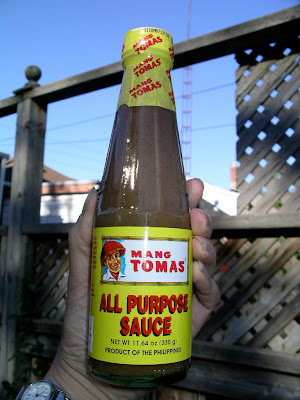 MANG
TOMAS
MANG
TOMAS
MANG
TOMAS
MANG
TOMAS®
ALL PURPOSE
SAUCE
NET WT 11.64 oz (330 g)
PRODUCT OF THE PHILIPPINES